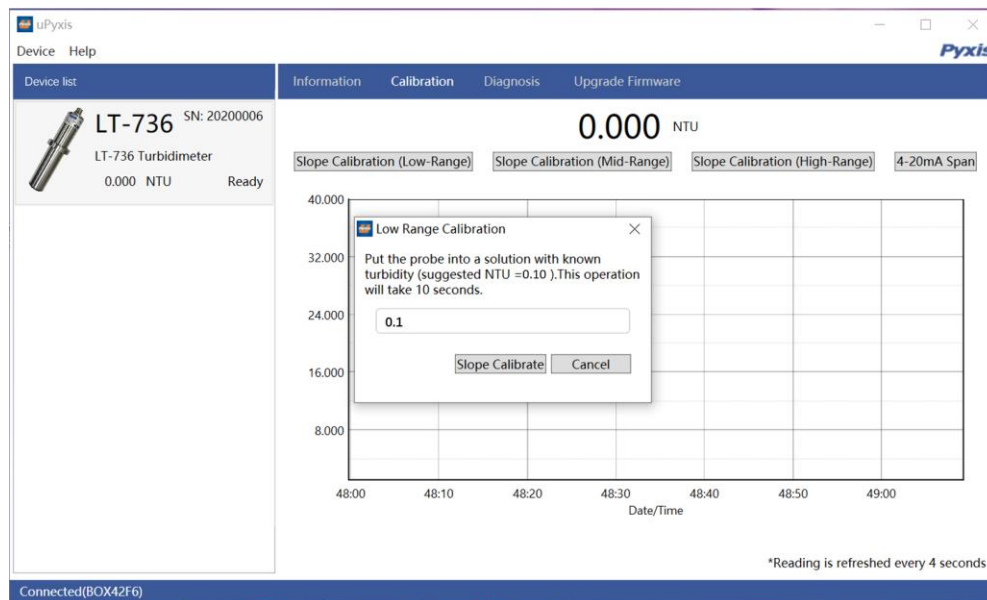 uPyxis
Device Help
Pyxis
Device list
Information Calibration Diagnosis Upgrade Firmware
LT-736 SN: 20200006
LT-736 Turbidimeter
0.000 NTU Ready
0.000 NTU
Slope Calibration (Low-Range) Slope Calibration (Mid-Range) Slope Calibration (High-Range) 4-20mA Span
40.000
32.000
24.000
16.000
8.000
Low Range Calibration
Put the probe into a solution with known
turbidity (suggested NTU =0.10 ).This operation
will take 10 seconds.
0.1
Slope Calibrate Cancel
48:00 48:10 48:20 48:30 48:40 48:50 49:00
Date/Time
*Reading is refreshed every 4 seconds
Connected(BOX42F6)